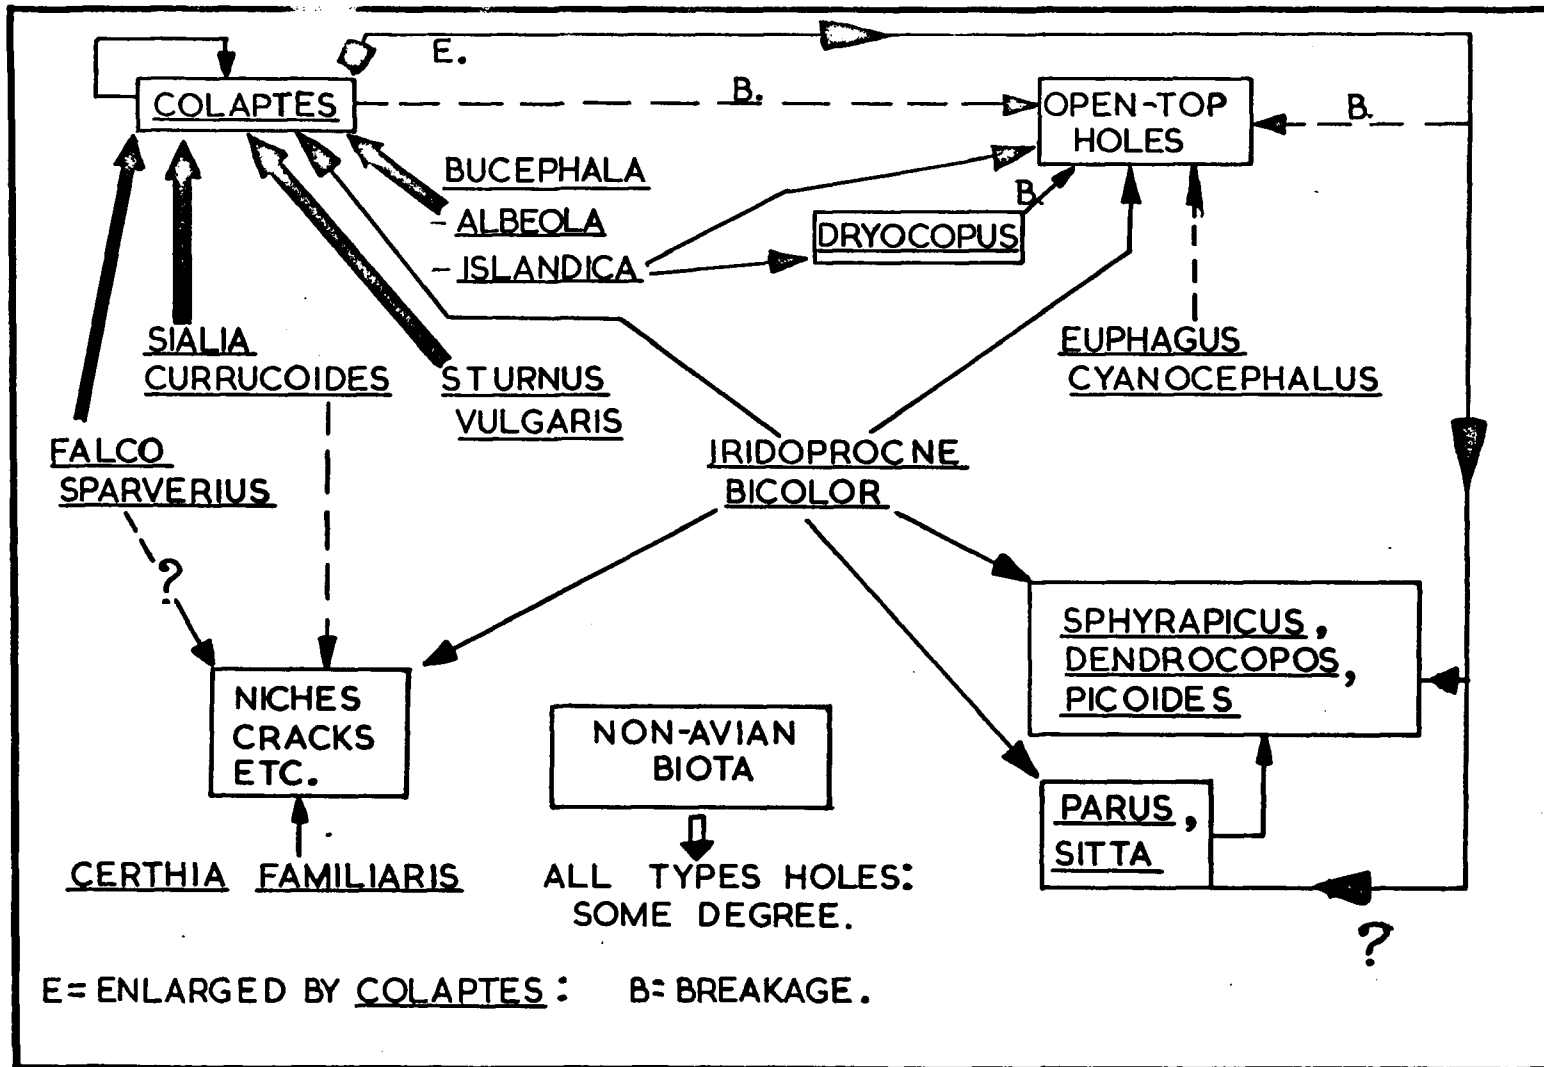 E.
COLAPTES
B.
OPEN-TOP
HOLES
B.
BUCEPHALA
- ALBEOLA
- ISLANDICA
B.
DRYOCOPUS
SIALIA
CURRUCOIDES
STURNUS
VULGARIS
EUPHAGUS
CYANOCEPHALUS
FALCO
SPARVERIUS
IRIDOPROCNE
BICOLOR
?
SPHYRAPICUS,
DENDROCOPOS,
PICOIDES
NICHES
CRACKS
ETC.
NON-AVIAN
BIOTA
PARUS,
SITTA
CERTHIA FAMILIARIS
ALL TYPES HOLES:
SOME DEGREE.
?
E = ENLARGED BY COLAPTES: B = BREAKAGE.